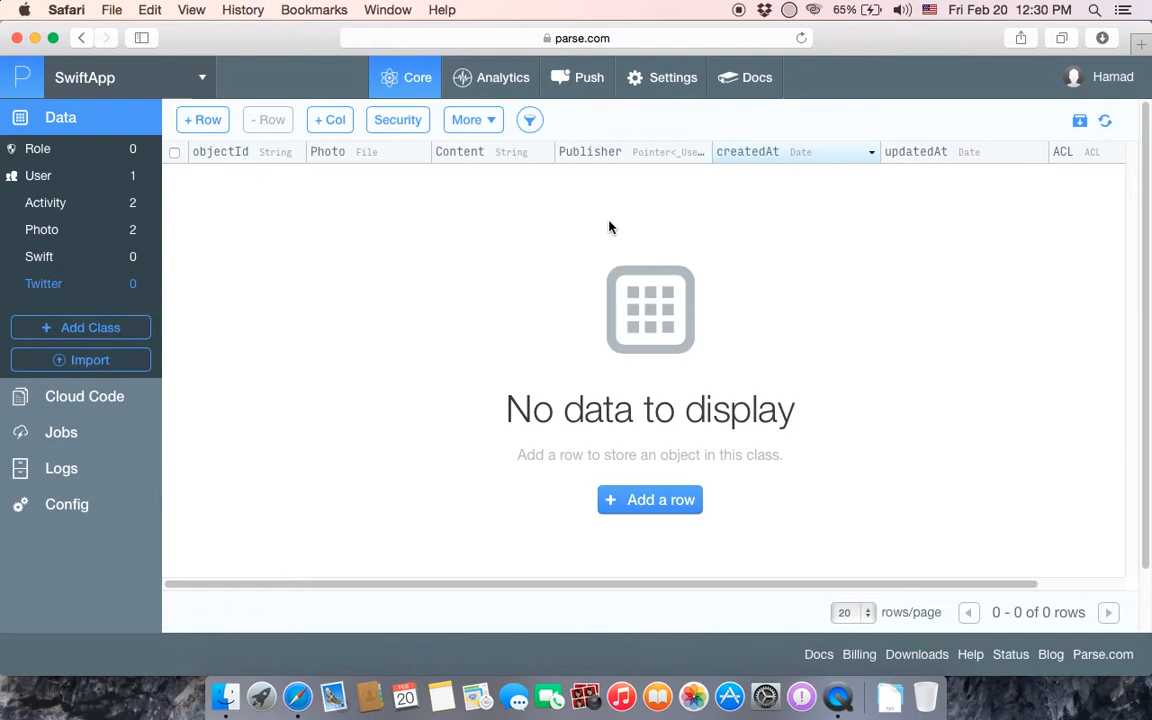 Safari File Edit View History Bookmarks Window Help 65% Fri Feb 20 12:30 PM
parse.com
P SwiftApp Core Analytics Push Settings Docs Hamad
Data + Row - Row + Col Security More
objectId String Photo File Content String Publisher Pointer<_Use... createdAt Date updatedAt Date ACL ACL
Role 0
User 1
Activity 2
Photo 2
Swift 0
Twitter 0
+ Add Class
Import
Cloud Code
Jobs
Logs
Config
No data to display
Add a row to store an object in this class.
+ Add a row
20 rows/page 0 - 0 of 0 rows
Docs Billing Downloads Help Status Blog Parse.com
FEB
20
TXT